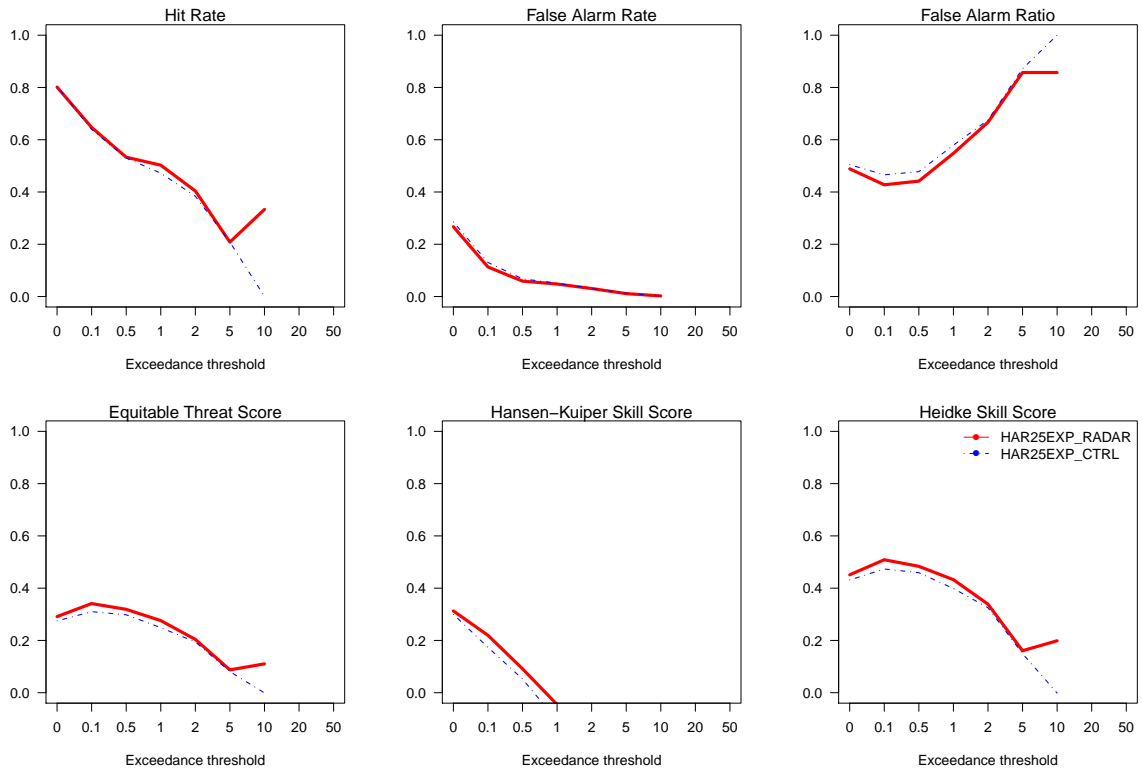 Hit Rate
1.0
0.8
0.6
0.4
0.2
0.0
0 0.1 0.5 1 2 5 10 20 50
Exceedance threshold
False Alarm Rate
1.0
0.8
0.6
0.4
0.2
0.0
0 0.1 0.5 1 2 5 10 20 50
Exceedance threshold
False Alarm Ratio
1.0
0.8
0.6
0.4
0.2
0.0
0 0.1 0.5 1 2 5 10 20 50
Exceedance threshold
Equitable Threat Score
1.0
0.8
0.6
0.4
0.2
0.0
0 0.1 0.5 1 2 5 10 20 50
Exceedance threshold
Hansen−Kuiper Skill Score
1.0
0.8
0.6
0.4
0.2
0.0
0 0.1 0.5 1 2 5 10 20 50
Exceedance threshold
Heidke Skill Score
HAR25EXP_RADAR
HAR25EXP_CTRL
1.0
0.8
0.6
0.4
0.2
0.0
0 0.1 0.5 1 2 5 10 20 50
Exceedance threshold